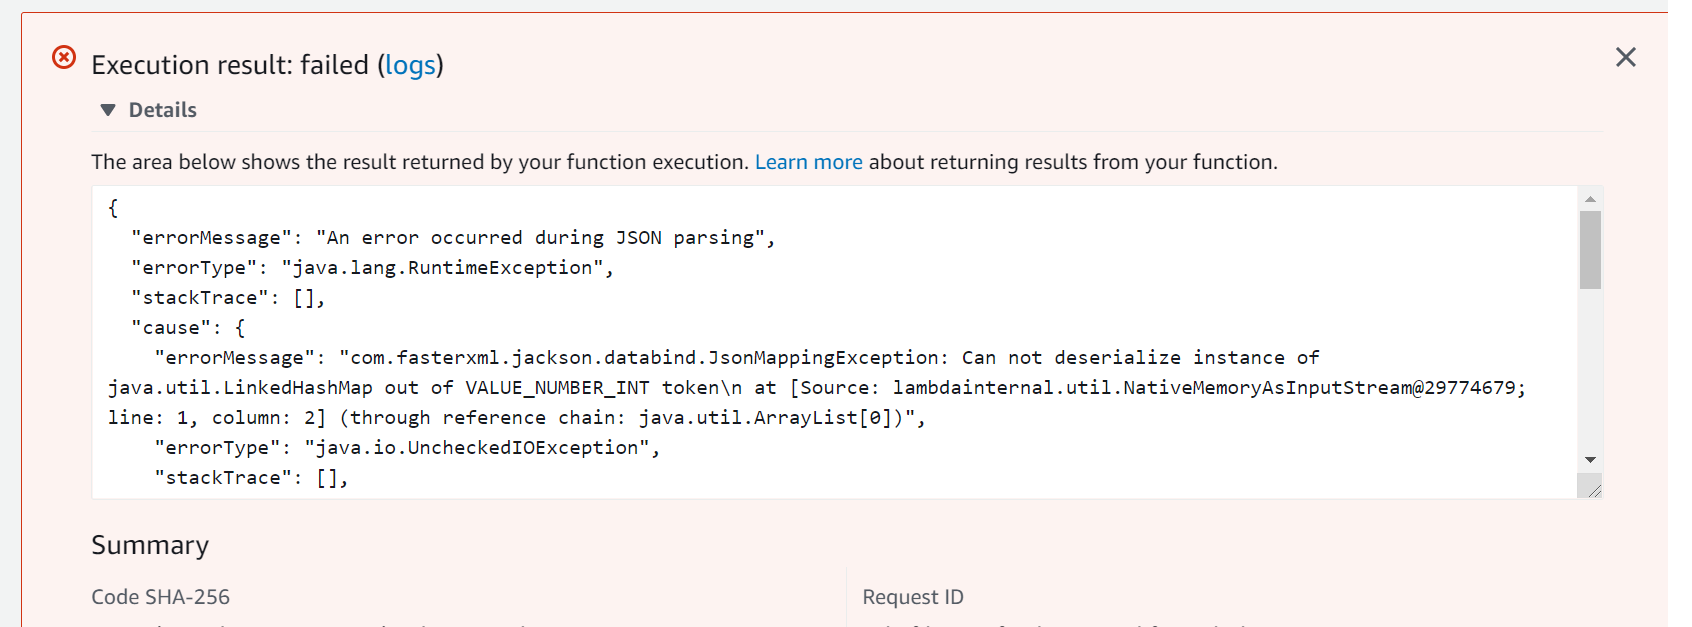 Execution result: failed (logs)
Details
The area below shows the result returned by your function execution. Learn more about returning results from your function.
{
"errorMessage": "An error occurred during JSON parsing",
"errorType": "java.lang.RuntimeException",
"stackTrace": [],
"cause": {
"errorMessage": "com.fasterxml.jackson.databind.JsonMappingException: Can not deserialize instance of
java.util.LinkedHashMap out of VALUE_NUMBER_INT token\n at [Source: lambdainternal.util.NativeMemoryAsInputStream@29774679;
line: 1, column: 2] (through reference chain: java.util.ArrayList[0])",
"errorType": "java.io.UncheckedIOException",
"stackTrace": [],
Summary
Code SHA-256
Request ID